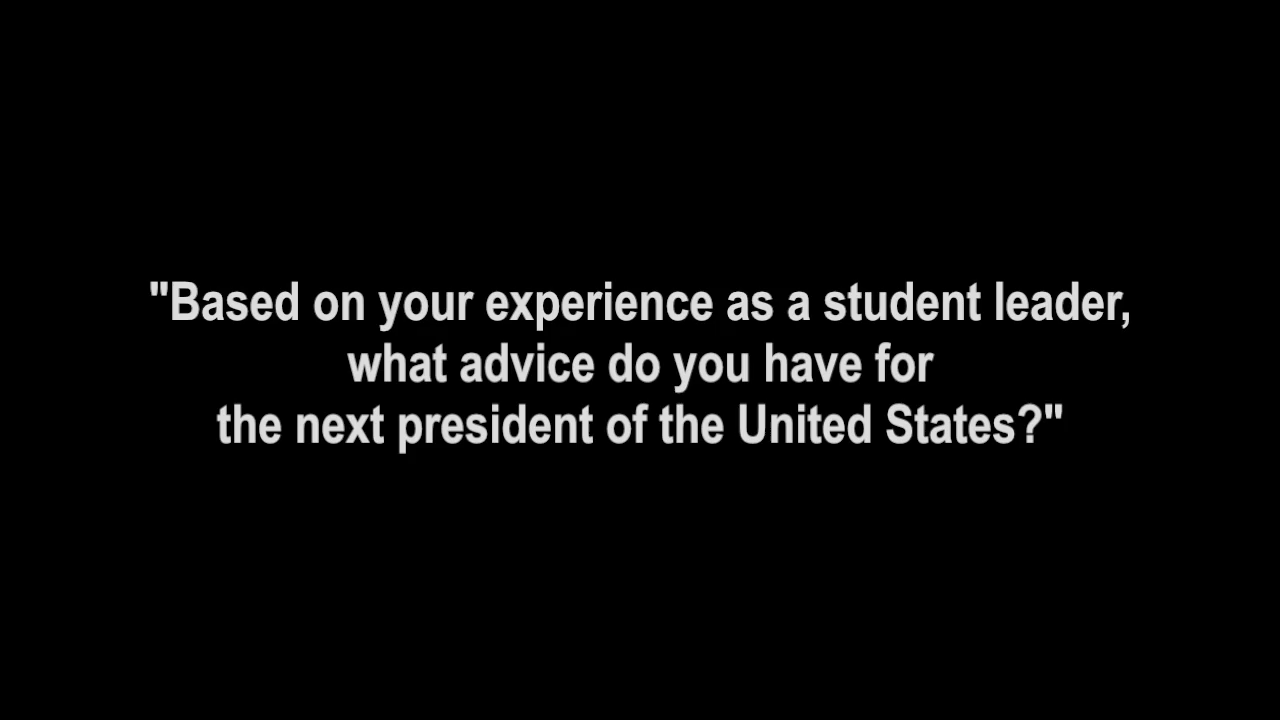 "Based on your experience as a student leader,
what advice do you have for
the next president of the United States?"